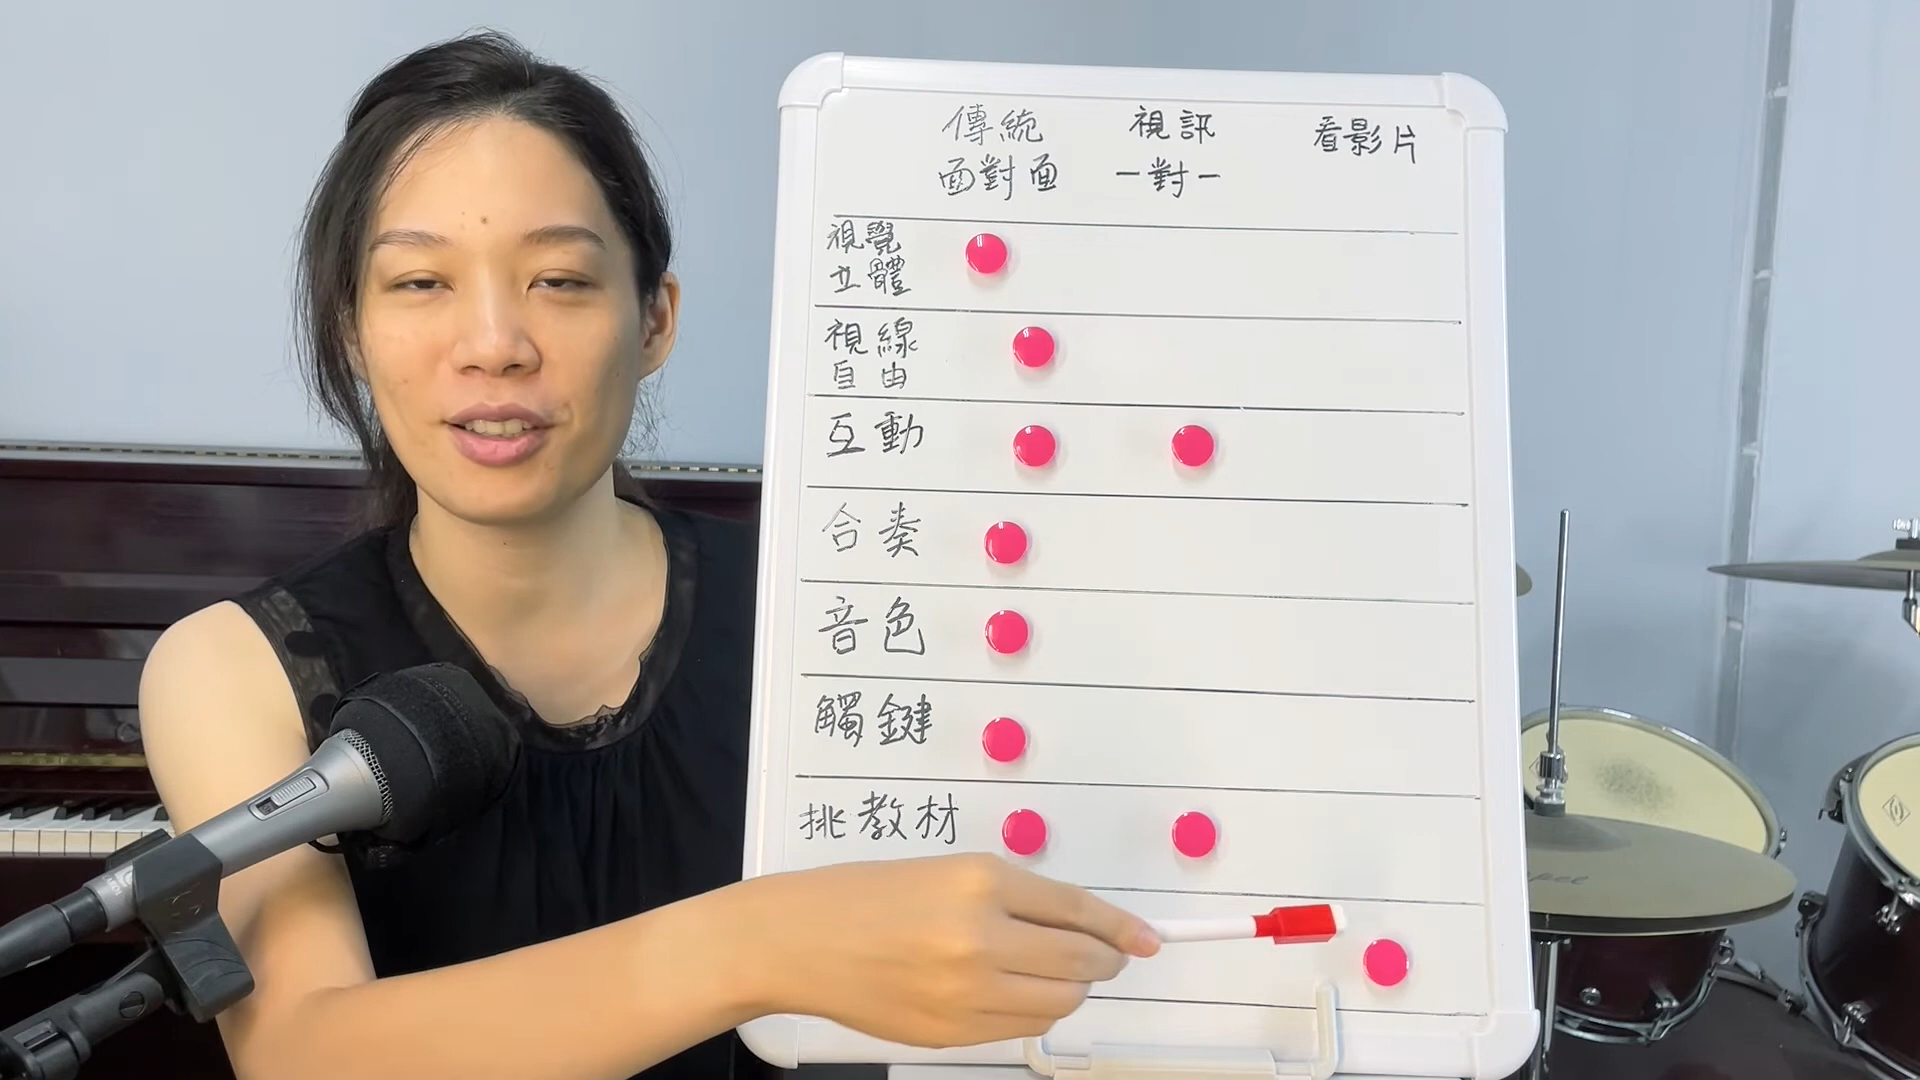 傳統 視訊 看影片
面對面 一對一
視覺
立體
視線
自由
互動
合奏
音色
觸鍵
挑教材